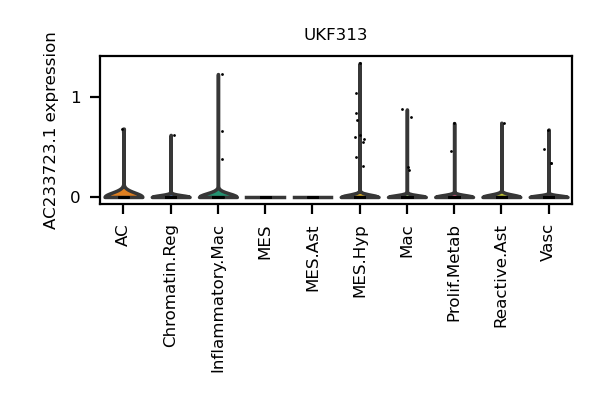 UKF313
AC233723.1 expression
1
0
AC
Chromatin.Reg
Inflammatory.Mac
MES
MES.Ast
MES.Hyp
Mac
Prolif.Metab
Reactive.Ast
Vasc